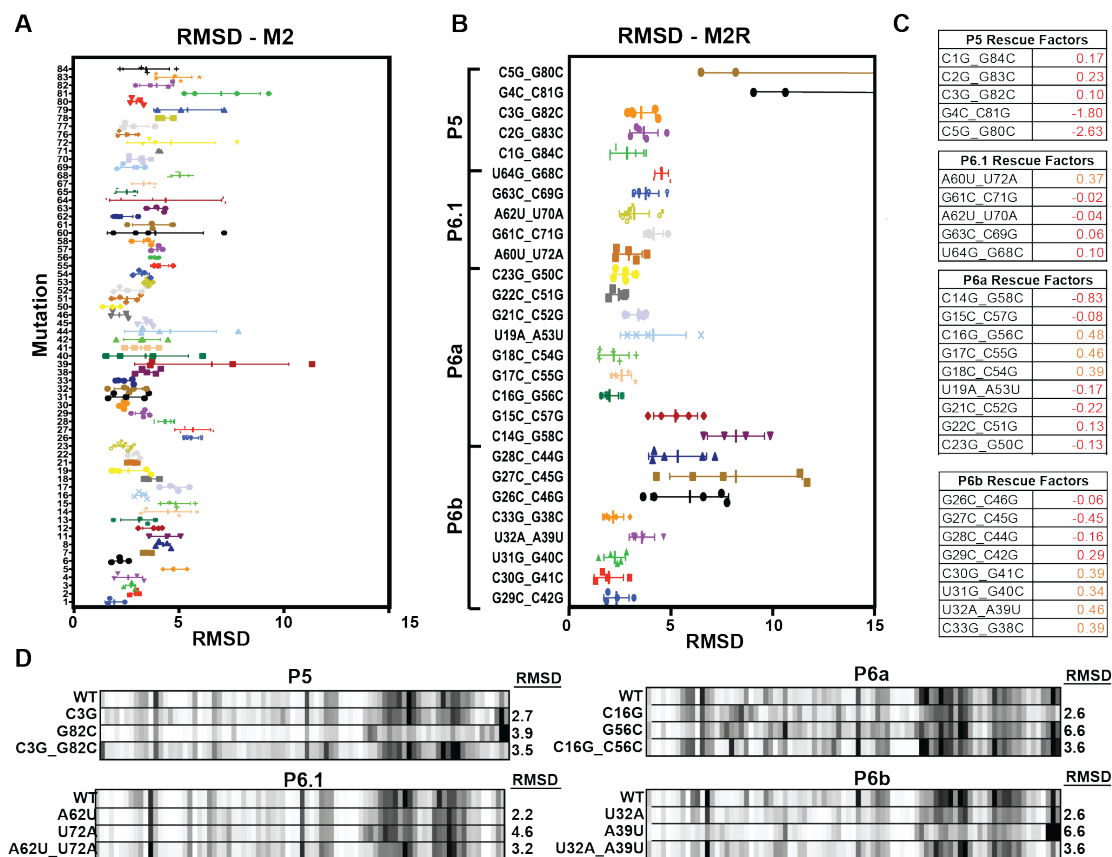 A
RMSD - M2
Mutation
84
83
82
81
80
79
78
77
76
72
71
70
69
68
67
65
64
63
62
61
60
58
57
56
55
54
53
52
51
50
46
45
44
42
41
40
39
38
33
32
31
30
29
28
27
26
23
22
21
19
18
17
16
15
14
13
12
11
8
7
6
5
4
3
2
1
0
5
10
15
RMSD
B
RMSD - M2R
P5
P6.1
P6a
P6b
C5G_G80C
G4C_C81G
C3G_G82C
C2G_G83C
C1G_G84C
U64G_G68C
G63C_C69G
A62U_U70A
G61C_C71G
A60U_U72A
C23G_G50C
G22C_C51G
G21C_C52G
U19A_A53U
G18C_C54G
G17C_C55G
C16G_G56C
G15C_C57G
C14G_G58C
G28C_C44G
G27C_C45G
G26C_C46G
C33G_G38C
U32A_A39U
U31G_G40C
C30G_G41C
G29C_C42G
0
5
10
15
RMSD
C
P5 Rescue Factors
C1G_G84C 0.17
C2G_G83C 0.23
C3G_G82C 0.10
G4C_C81G -1.80
C5G_G80C -2.63
P6.1 Rescue Factors
A60U_U72A 0.37
G61C_C71G -0.02
A62U_U70A -0.04
G63C_C69G 0.06
U64G_G68C 0.10
P6a Rescue Factors
C14G_G58C -0.83
G15C_C57G -0.08
C16G_G56C 0.48
G17C_C55G 0.46
G18C_C54G 0.39
U19A_A53U -0.17
G21C_C52G -0.22
G22C_C51G 0.13
C23G_G50C -0.13
P6b Rescue Factors
G26C_C46G -0.06
G27C_C45G -0.45
G28C_C44G -0.16
G29C_C42G 0.29
C30G_G41C 0.39
U31G_G40C 0.34
U32A_A39U 0.46
C33G_G38C 0.39
D
P5
RMSD
WT
C3G 2.7
G82C 3.9
C3G_G82C 3.5
P6a
RMSD
WT
C16G 2.6
G56C 6.6
C16G_C56C 3.6
P6.1
RMSD
WT
A62U 2.2
U72A 4.6
A62U_U72A 3.2
P6b
RMSD
WT
U32A 2.6
A39U 6.6
U32A_A39U 3.6